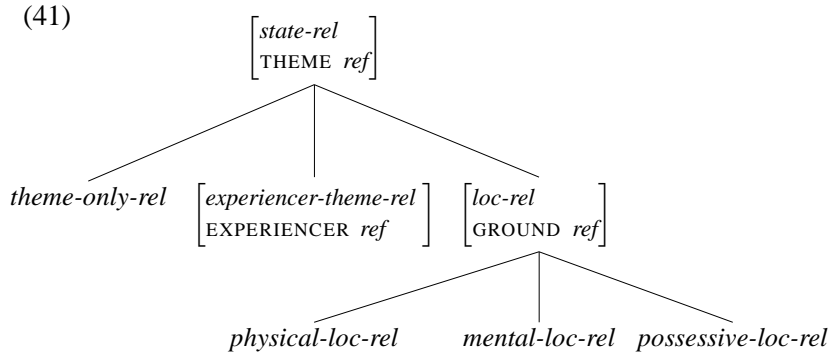 (41)
state-rel
THEME ref
theme-only-rel
experiencer-theme-rel
EXPERIENCER ref
loc-rel
GROUND ref
physical-loc-rel mental-loc-rel possessive-loc-rel